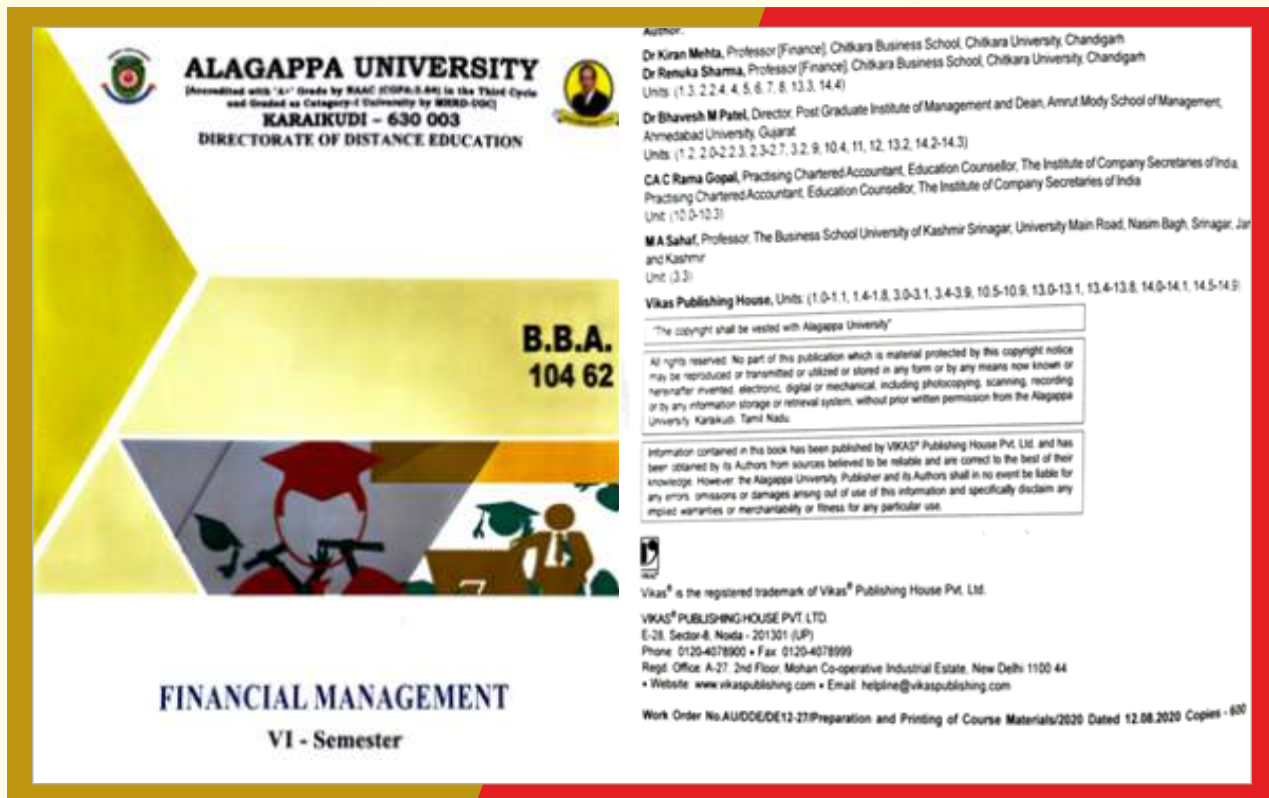 ALAGAPPA UNIVERSITY
[Accredited with 'A+' Grade by NAAC (CGPA:3.64) in the Third Cycle
and Graded as Category-I University by MHRD-UGC]
KARAIKUDI – 630 003
DIRECTORATE OF DISTANCE EDUCATION
B.B.A.
104 62
7
FINANCIAL MANAGEMENT
VI - Semester
Author:
Dr Kiran Mehta, Professor [Finance], Chitkara Business School, Chitkara University, Chandigarh
Dr Renuka Sharma, Professor [Finance], Chitkara Business School, Chitkara University, Chandigarh
Units: (1.3, 2.2.4, 4, 5, 6, 7, 8, 13.3, 14.4)
Dr Bhavesh M Patel, Director, Post Graduate Institute of Management and Dean, Amrut Mody School of Management,
Ahmedabad University, Gujarat
Units: (1.2, 2.0-2.2.3, 2.3-2.7, 3.2, 9, 10.4, 11, 12, 13.2, 14.2-14.3)
CA C Rama Gopal, Practising Chartered Accountant, Education Counsellor, The Institute of Company Secretaries of India,
Practising Chartered Accountant, Education Counsellor, The Institute of Company Secretaries of India
Unit: (10.0-10.3)
M A Sahaf, Professor, The Business School University of Kashmir Srinagar, University Main Road, Nasim Bagh, Srinagar, Jar
and Kashmir
Unit: (3.3)
Vikas Publishing House, Units: (1.0-1.1, 1.4-1.8, 3.0-3.1, 3.4-3.9, 10.5-10.9, 13.0-13.1, 13.4-13.8, 14.0-14.1, 14.5-14.9)
"The copyright shall be vested with Alagappa University"
All rights reserved. No part of this publication which is material protected by this copyright notice
may be reproduced or transmitted or utilized or stored in any form or by any means now known or
hereinafter invented, electronic, digital or mechanical, including photocopying, scanning, recording
or by any information storage or retrieval system, without prior written permission from the Alagappa
University, Karaikudi, Tamil Nadu.
Information contained in this book has been published by VIKAS® Publishing House Pvt. Ltd. and has
been obtained by its Authors from sources believed to be reliable and are correct to the best of their
knowledge. However, the Alagappa University, Publisher and its Authors shall in no event be liable for
any errors, omissions or damages arising out of use of this information and specifically disclaim any
implied warranties or merchantability or fitness for any particular use.
Vikas® is the registered trademark of Vikas® Publishing House Pvt. Ltd.
VIKAS® PUBLISHING HOUSE PVT. LTD.
E-28, Sector-8, Noida - 201301 (UP)
Phone: 0120-4078900 • Fax: 0120-4078999
Regd. Office: A-27, 2nd Floor, Mohan Co-operative Industrial Estate, New Delhi 1100 44
• Website: www.vikaspublishing.com • Email: helpline@vikaspublishing.com
Work Order No.AU/DDE/DE12-27/Preparation and Printing of Course Materials/2020 Dated 12.08.2020 Copies - 600